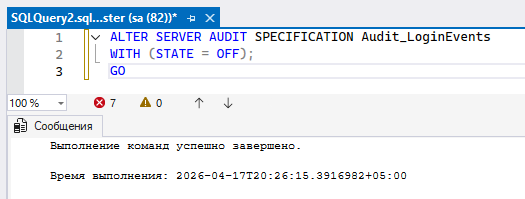 SQLQuery2.sql...ster (sa (82))*
1 ALTER SERVER AUDIT SPECIFICATION Audit_LoginEvents
2 WITH (STATE = OFF);
3 GO
100 % 7 0
Сообщения
Выполнение команд успешно завершено.
Время выполнения: 2026-04-17T20:26:15.3916982+05:00